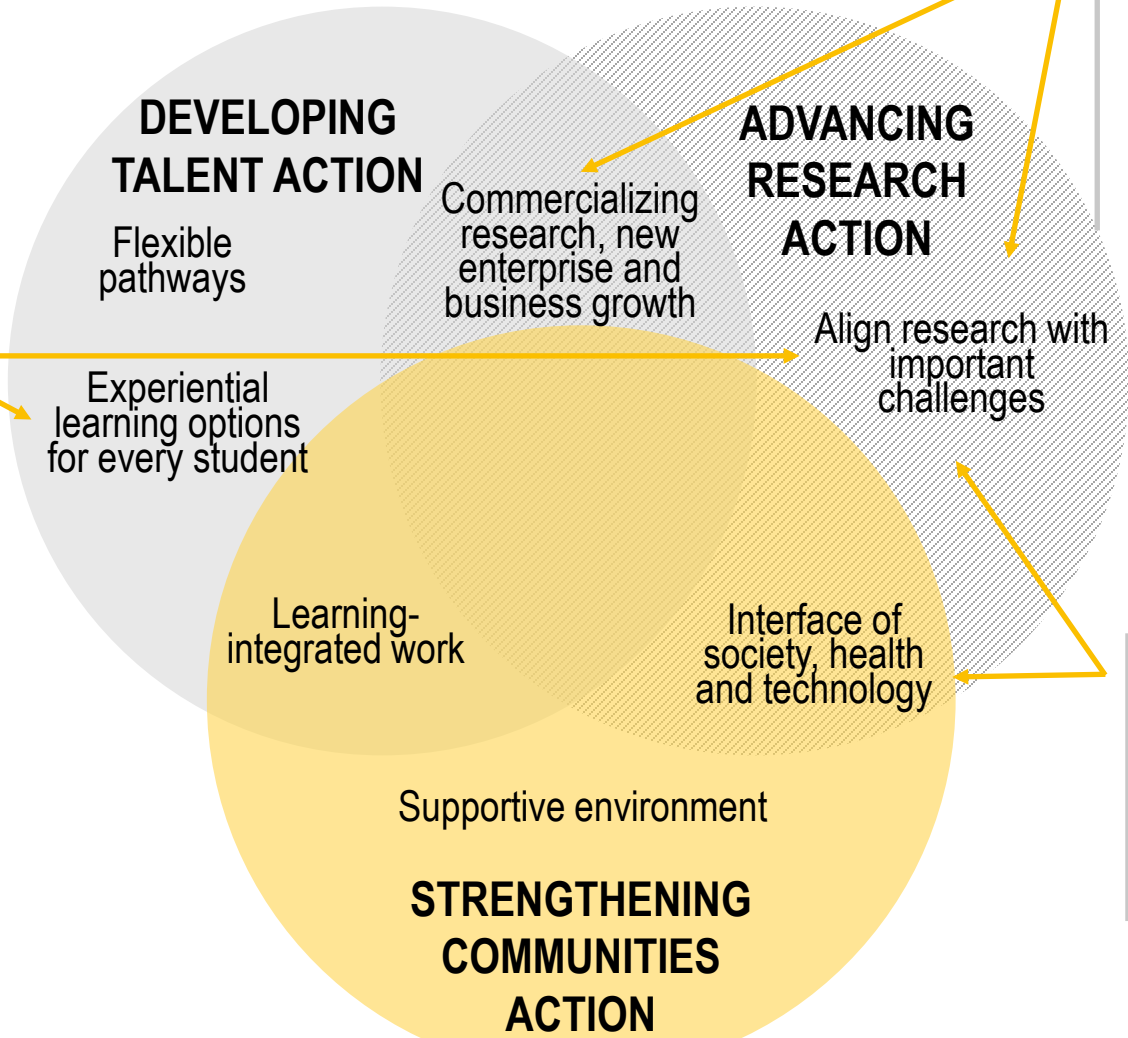 DEVELOPING
TALENT ACTION
Flexible
pathways
Experiential
learning options
for every student
Commercializing
research, new
enterprise and
business growth
ADVANCING
RESEARCH
ACTION
Align research with
important
challenges
Learning-
integrated work
Interface of
society, health
and technology
Supportive environment
STRENGTHENING
COMMUNITIES
ACTION